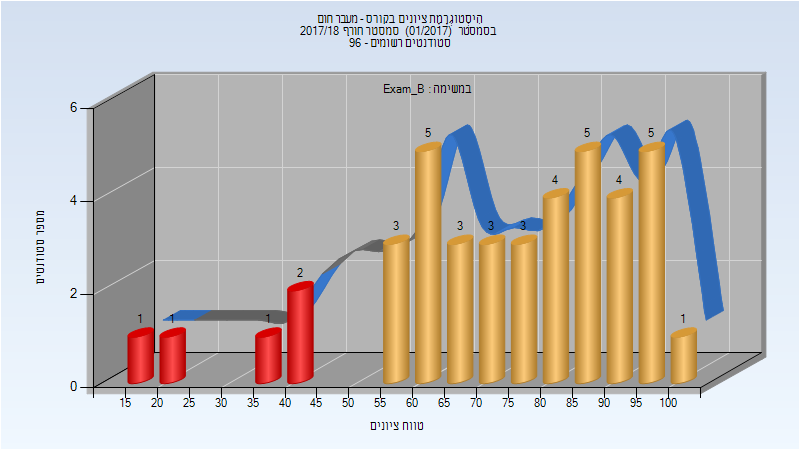 הִיסְטוֹגְרָמַת ציונים בקורס - מעבר חום
בסמסטר (01/2017) סמסטר חורף 2017/18
סטודנטים רשומים - 96
במשימה : Exam_B
מספר סטודנטים
6
4
2
0
1 1 1 2 3 5 3 3 3 4 5 4 5 1
15 20 25 30 35 40 45 50 55 60 65 70 75 80 85 90 95 100
טווח ציונים